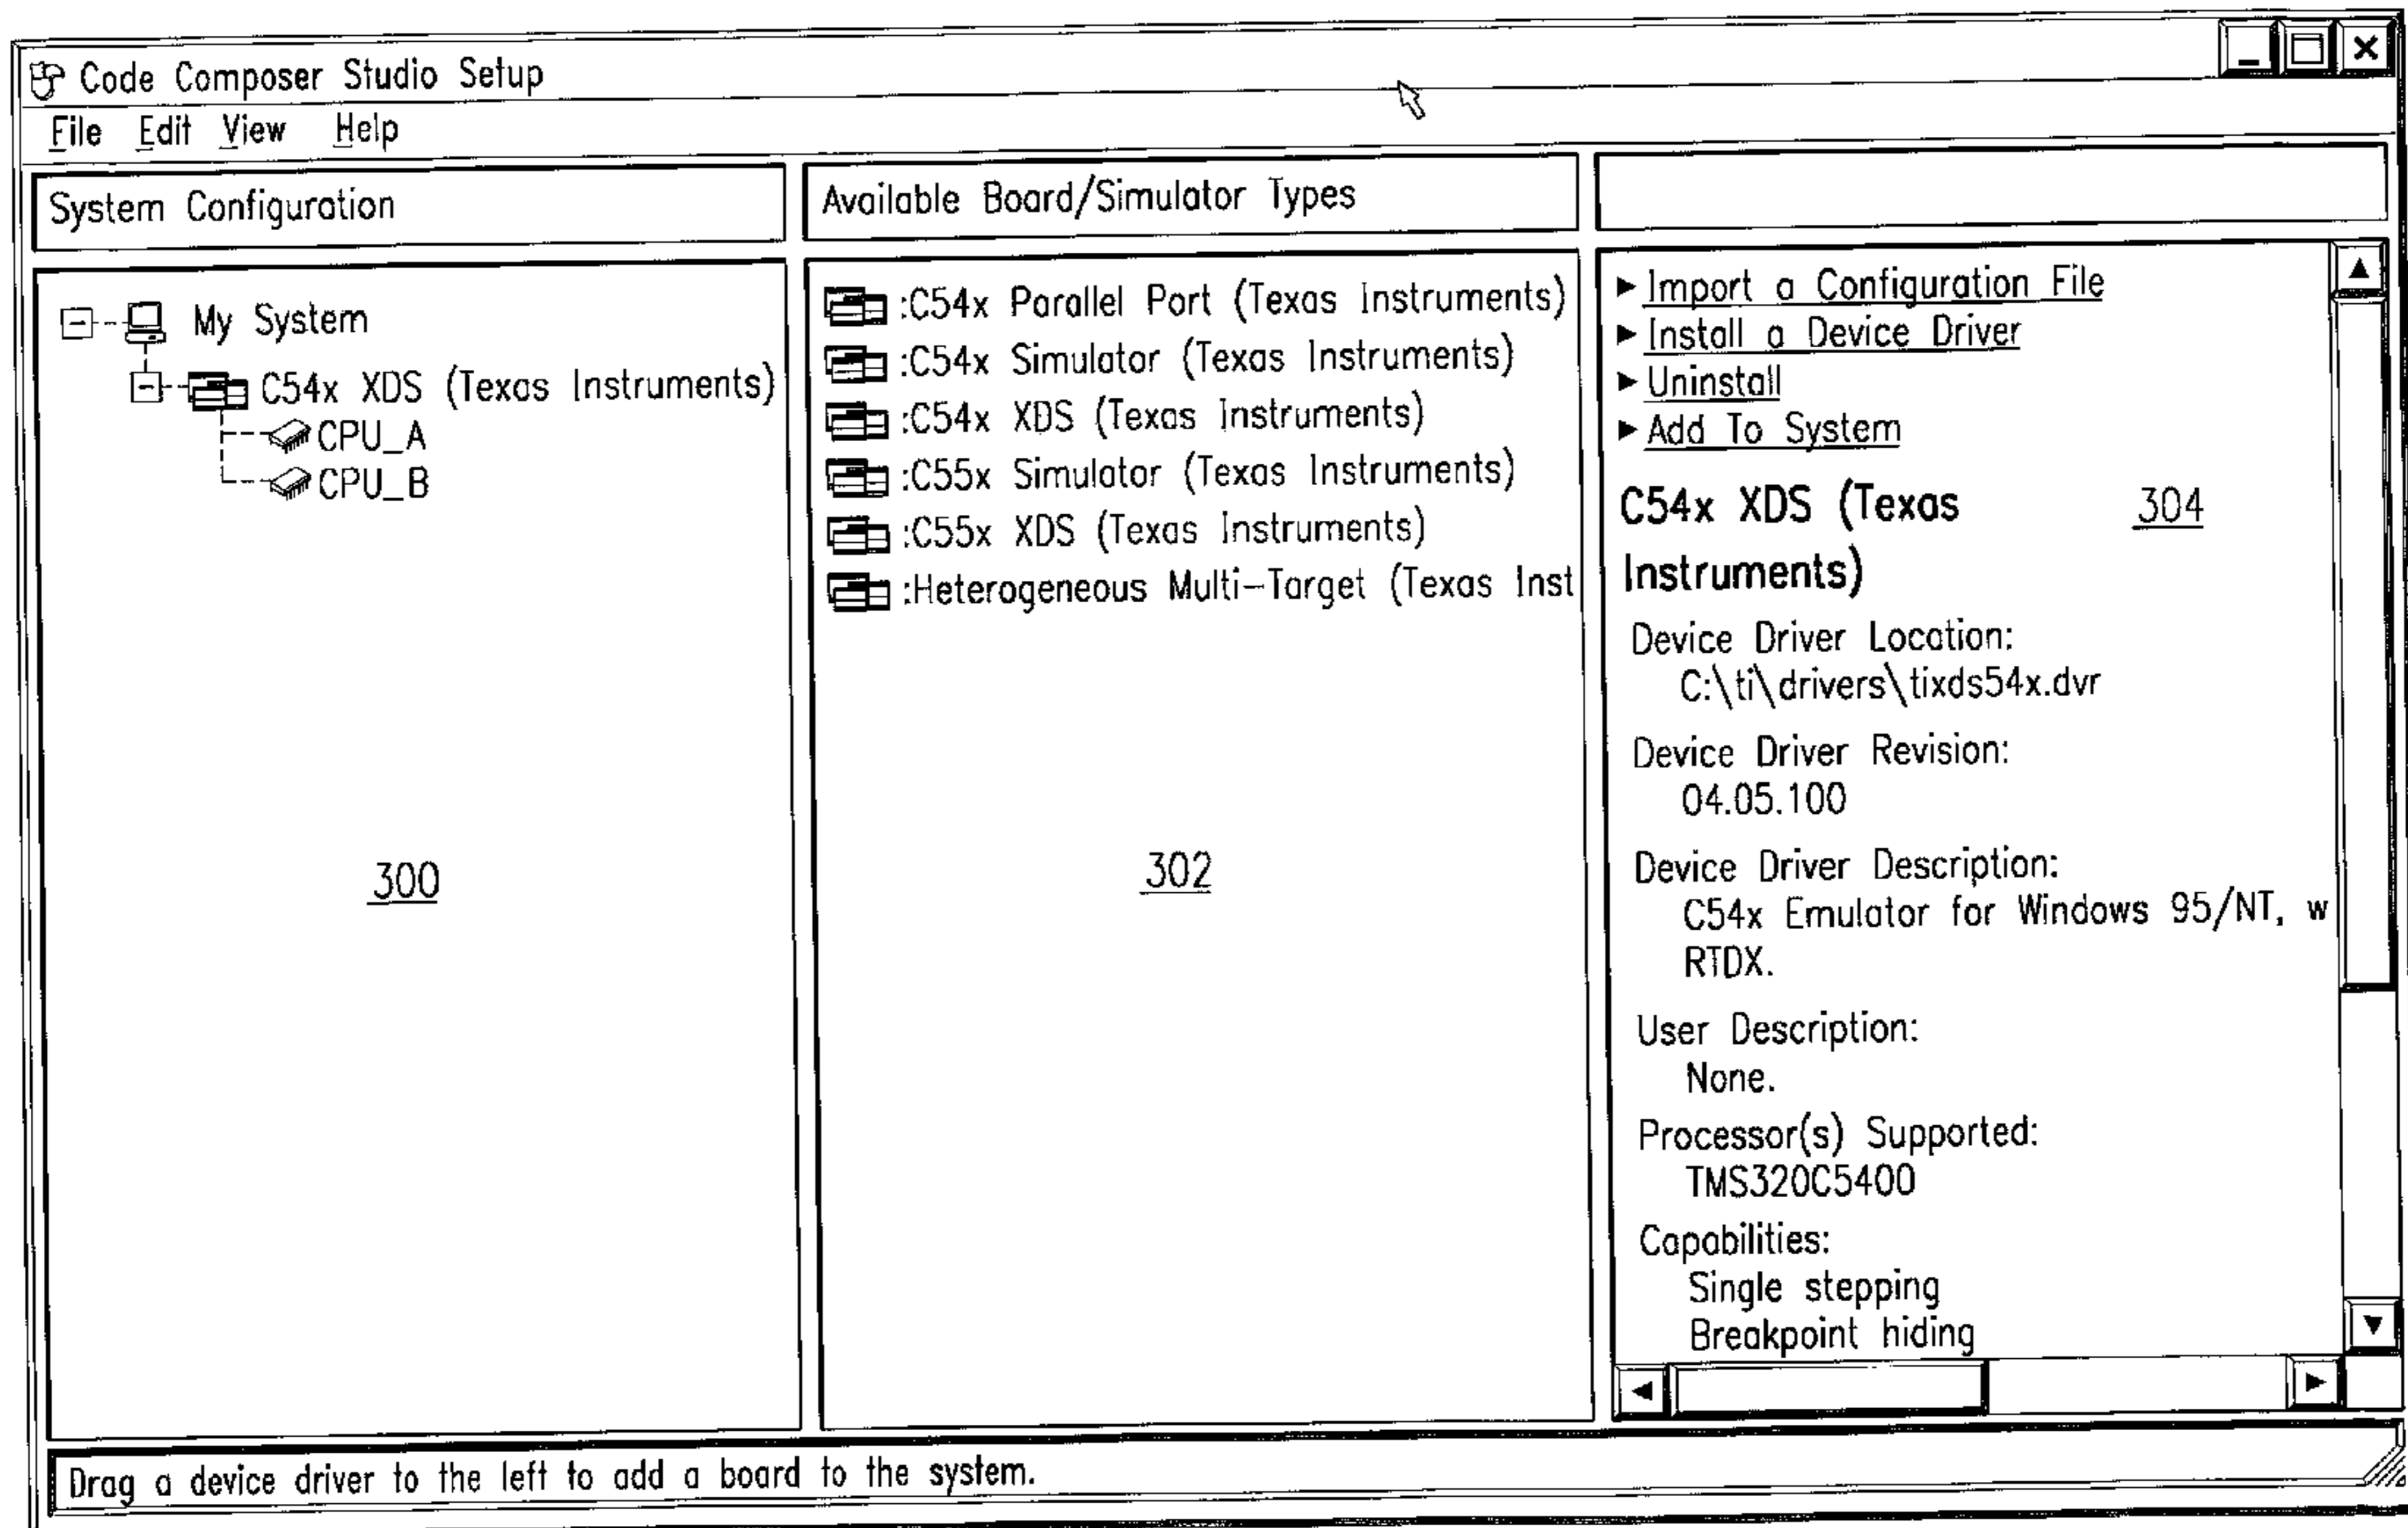 Code Composer Studio Setup
File Edit View Help
System Configuration
My System
C54x XDS (Texas Instruments)
CPU_A
CPU_B
300
Available Board/Simulator Types
:C54x Parallel Port (Texas Instruments)
:C54x Simulator (Texas Instruments)
:C54x XDS (Texas Instruments)
:C55x Simulator (Texas Instruments)
:C55x XDS (Texas Instruments)
:Heterogeneous Multi-Target (Texas Inst
302
Import a Configuration File
Install a Device Driver
Uninstall
Add To System
C54x XDS (Texas
304
Instruments)
Device Driver Location:
C:\ti\drivers\tixds54x.dvr
Device Driver Revision:
04.05.100
Device Driver Description:
C54x Emulator for Windows 95/NT, w
RTDX.
User Description:
None.
Processor(s) Supported:
TMS320C5400
Capabilities:
Single stepping
Breakpoint hiding
Drag a device driver to the left to add a board to the system.